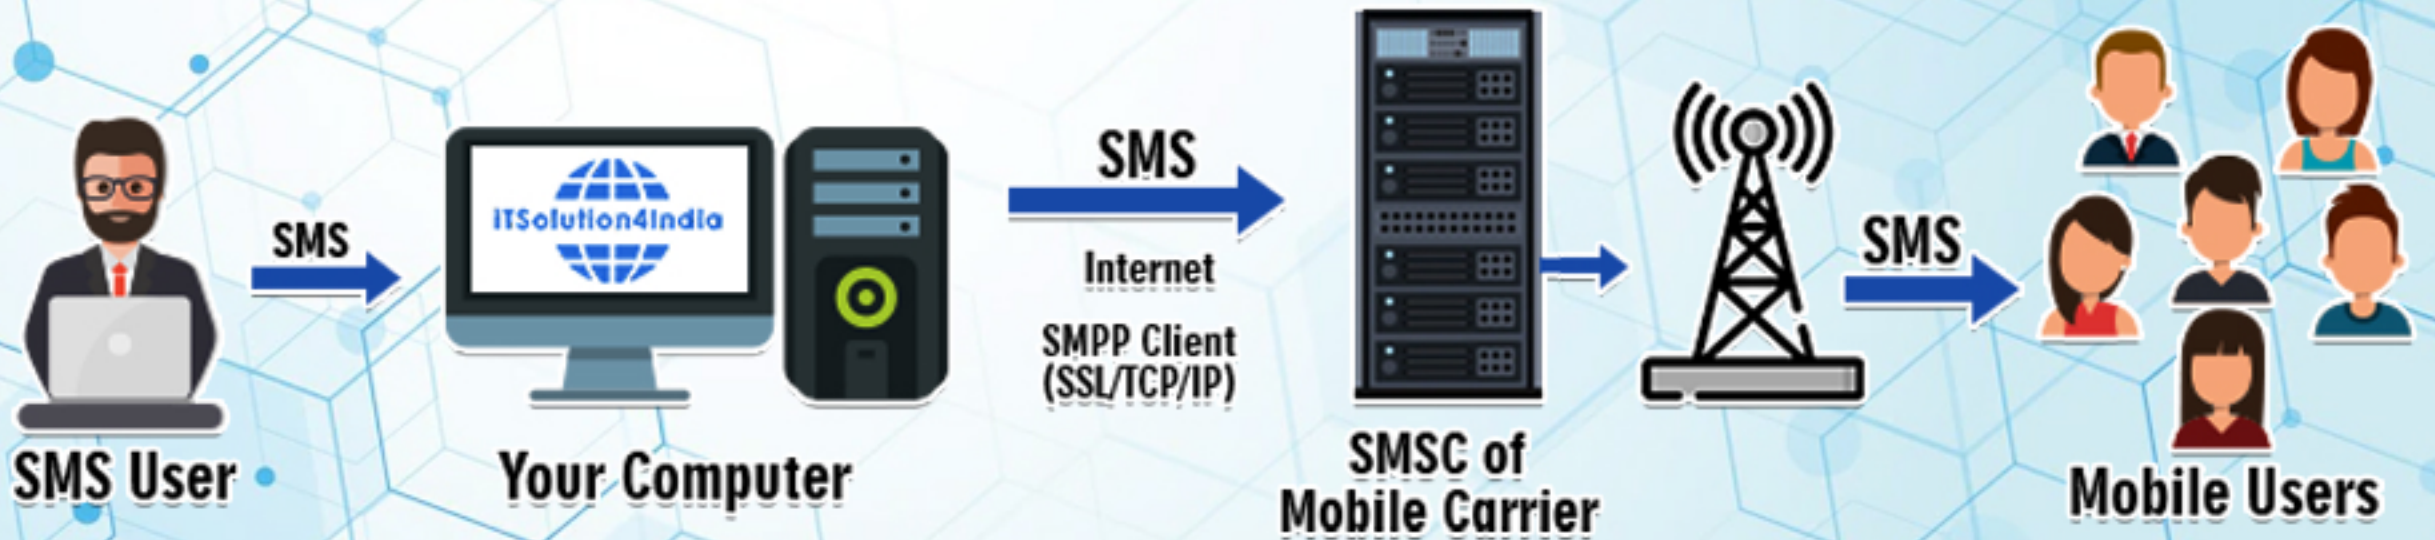 SMS User
SMS
iTSolution4India
Your Computer
SMS
Internet
SMPP Client
(SSL/TCP/IP)
SMSC of
Mobile Carrier
SMS
Mobile Users